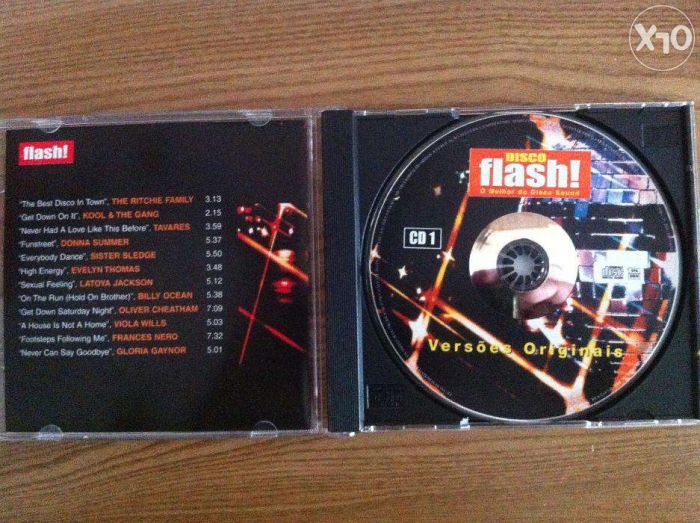 OLX
flash!
"The Best Disco In Town", THE RITCHIE FAMILY 3.13
"Get Down On It", KOOL & THE GANG 2.15
"Never Had A Love Like This Before", TAVARES 3.59
"Funstreet", DONNA SUMMER 5.37
"Everybody Dance", SISTER SLEDGE 5.50
"High Energy", EVELYN THOMAS 3.48
"Sexual Feeling", LATOYA JACKSON 5.12
"On The Run (Hold On Brother)", BILLY OCEAN 5.38
"Get Down Saturday Night", OLIVER CHEATHAM 7.09
"A House Is Not A Home", VIOLA WILLS 5.03
"Footsteps Following Me", FRANCES NERO 7.32
"Never Can Say Goodbye", GLORIA GAYNOR 5.01
DISCO
flash!
O Melhor do Disco Sound
CD 1
Versões Originais